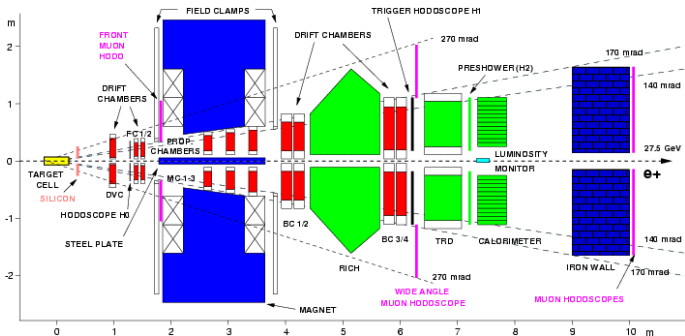 m
FIELD CLAMPS
TRIGGER HODOSCOPE H1
2
FRONT
MUON
HODO
DRIFT CHAMBERS
270 mrad
170 mrad
PRESHOWER (H2)
DRIFT
CHAMBERS
140 mrad
1
FC 1/2
PROP.
CHAMBERS
27.5 GeV
0
LUMINOSITY
MONITOR
e+
TARGET
CELL
MC 1-3
SILICON
DVC
HODOSCOPE H0
-1
BC 1/2
BC 3/4
TRD
CALORIMETER
STEEL PLATE
140 mrad
RICH
IRON WALL
170 mrad
-2
270 mrad
WIDE ANGLE
MUON HODOSCOPE
MUON HODOSCOPES
MAGNET
0 1 2 3 4 5 6 7 8 9 10 m